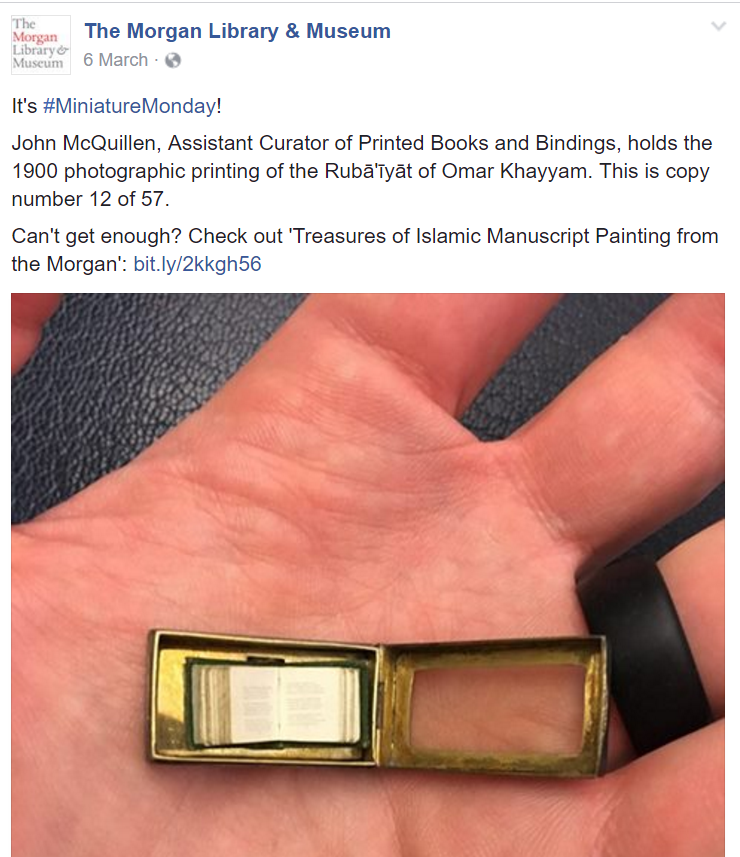 The
Morgan
Library &
Museum
The Morgan Library & Museum
6 March ·
It's #MiniatureMonday!
John McQuillen, Assistant Curator of Printed Books and Bindings, holds the
1900 photographic printing of the Rubā'īyāt of Omar Khayyam. This is copy
number 12 of 57.
Can't get enough? Check out 'Treasures of Islamic Manuscript Painting from
the Morgan': bit.ly/2kkgh56